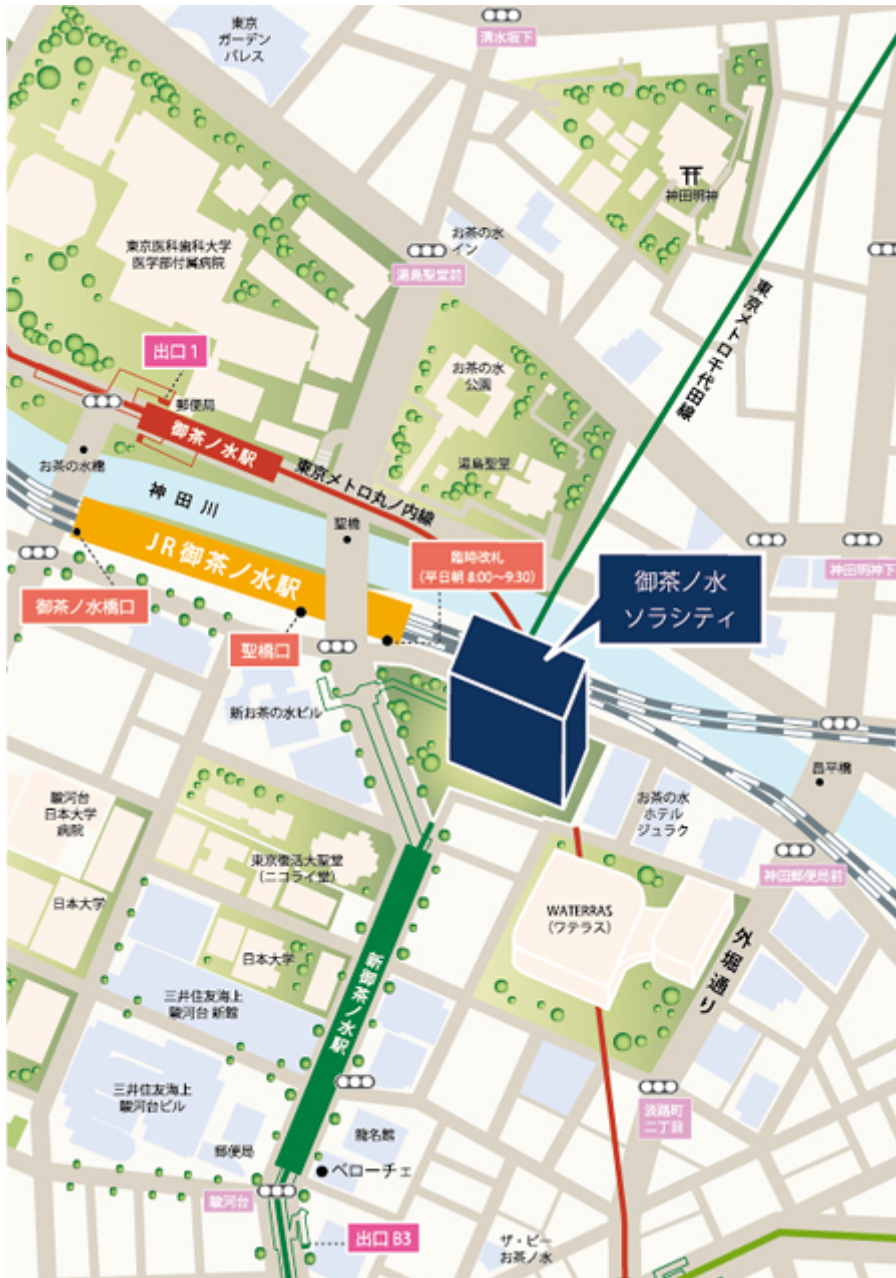 東京
ガーデン
パレス
清水坂下
神田明神
お茶の水
イン
湯島聖堂前
東京医科歯科大学
医学部付属病院
東京メトロ千代田線
出口1
お茶の水
公園
郵便局
御茶ノ水駅
湯島聖堂
お茶の水橋
東京メトロ丸ノ内線
神田川
聖橋
JR御茶ノ水駅
臨時改札
(平日朝 8:00〜9:30)
御茶ノ水
ソラシティ
神田明神下
御茶ノ水橋口
聖橋口
新お茶の水ビル
昌平橋
駿河台
日本大学
病院
お茶の水
ホテル
ジュラク
東京復活大聖堂
(ニコライ堂)
神田郵便局前
日本大学
WATERRAS
(ワテラス)
外堀通り
日本大学
新御茶ノ水駅
三井住友海上
駿河台 新館
三井住友海上
駿河台ビル
淡路町
二丁目
龍名館
郵便局
ベローチェ
駿河台
出口 B3
ザ・ビー
お茶ノ水